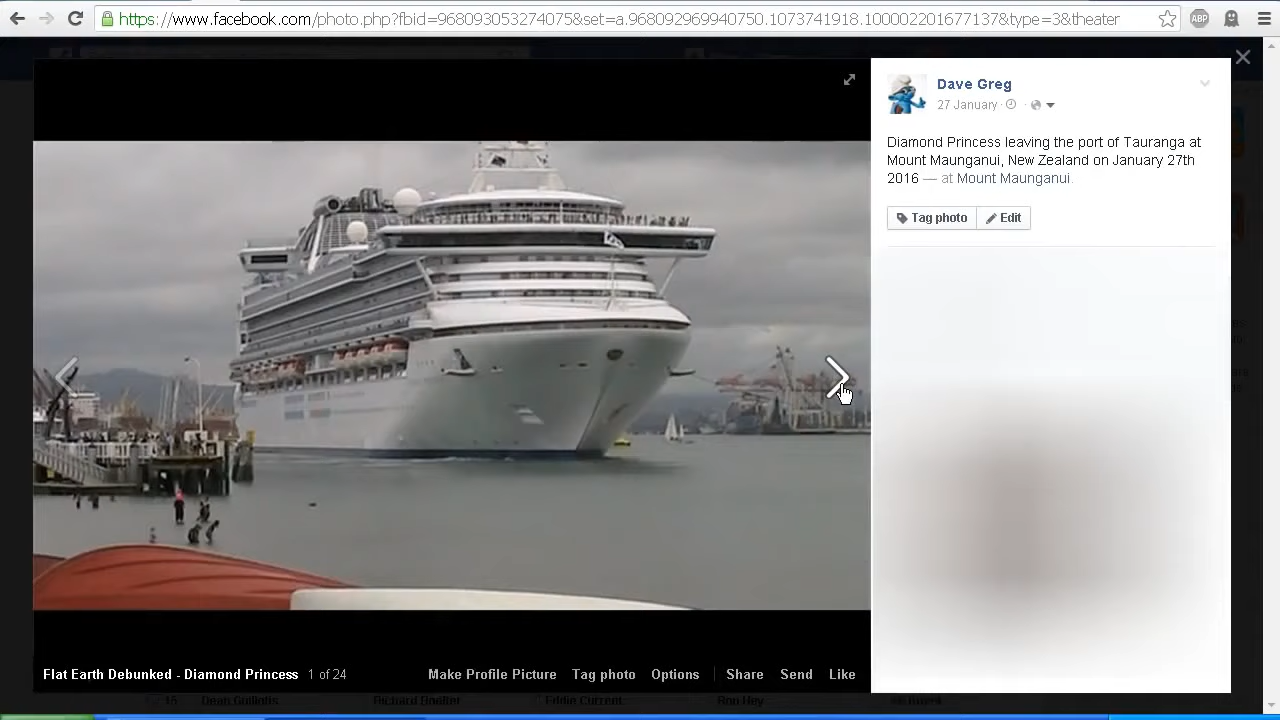 https://www.facebook.com/photo.php?fbid=968093053274075&set=a.968092969940750.1073741918.100002201677137&type=3&theater
ABP
Dave Greg
27 January
Diamond Princess leaving the port of Tauranga at
Mount Maunganui, New Zealand on January 27th
2016 — at Mount Maunganui.
Tag photo
Edit
Flat Earth Debunked - Diamond Princess 1 of 24
Make Profile Picture Tag photo Options Share Send Like